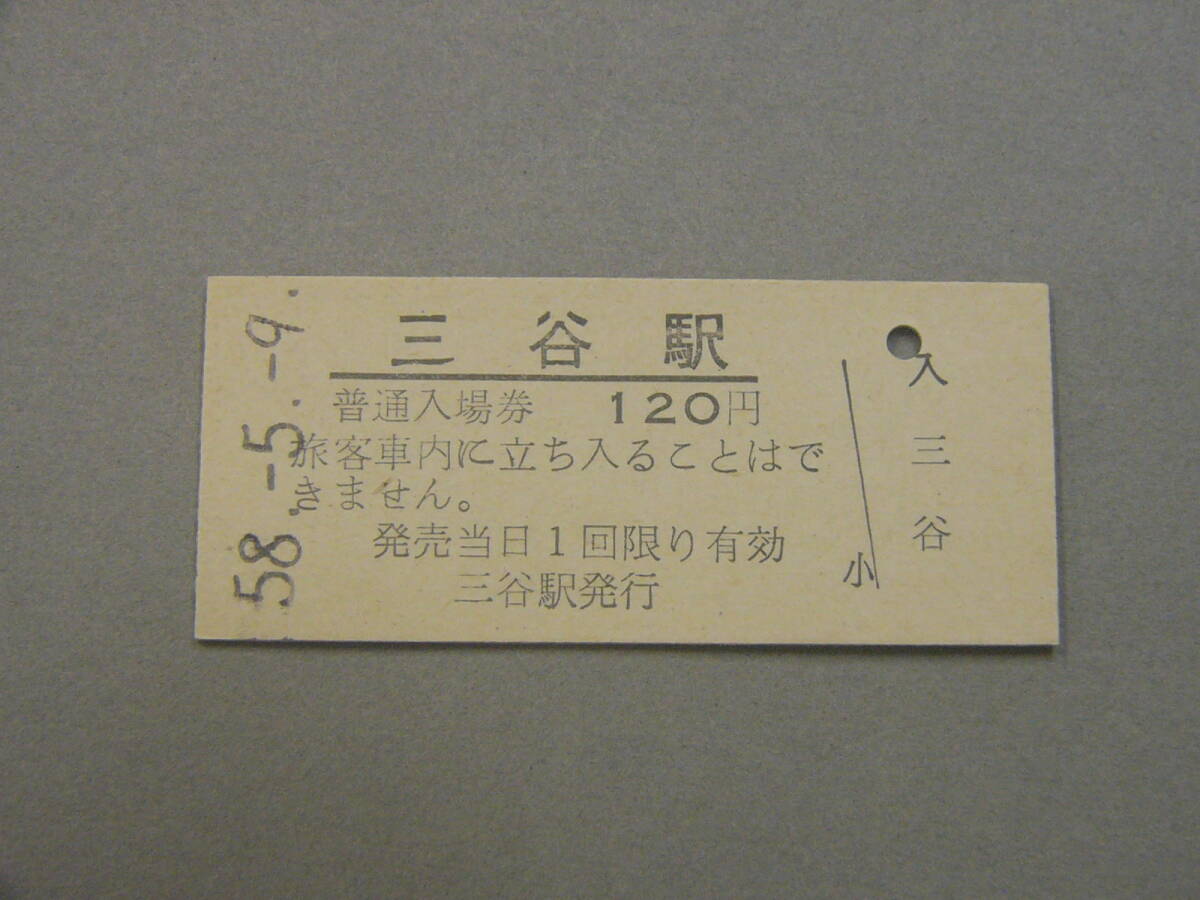 三谷駅
普通入場券 120円
旅客車内に立ち入ることはで
きません。
発売当日1回限り有効
三谷駅発行
58.-5.-9.
入
三
谷
小